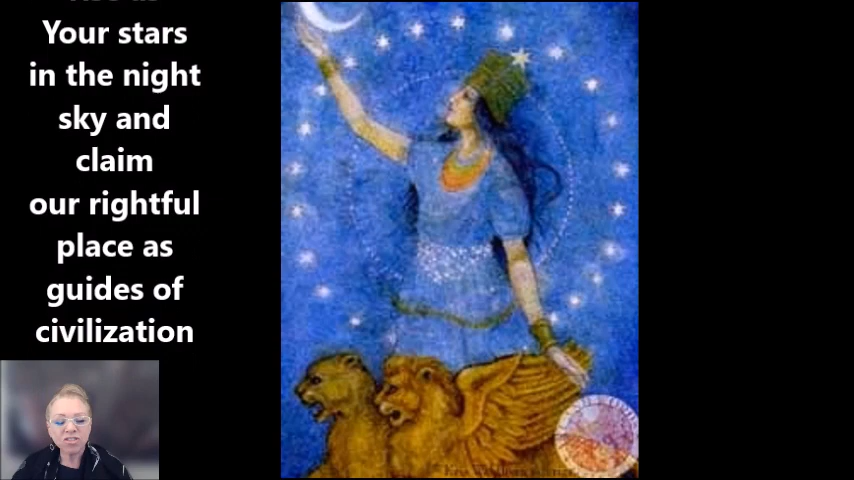 Your stars
in the night
sky and
claim
our rightful
place as
guides of
civilization